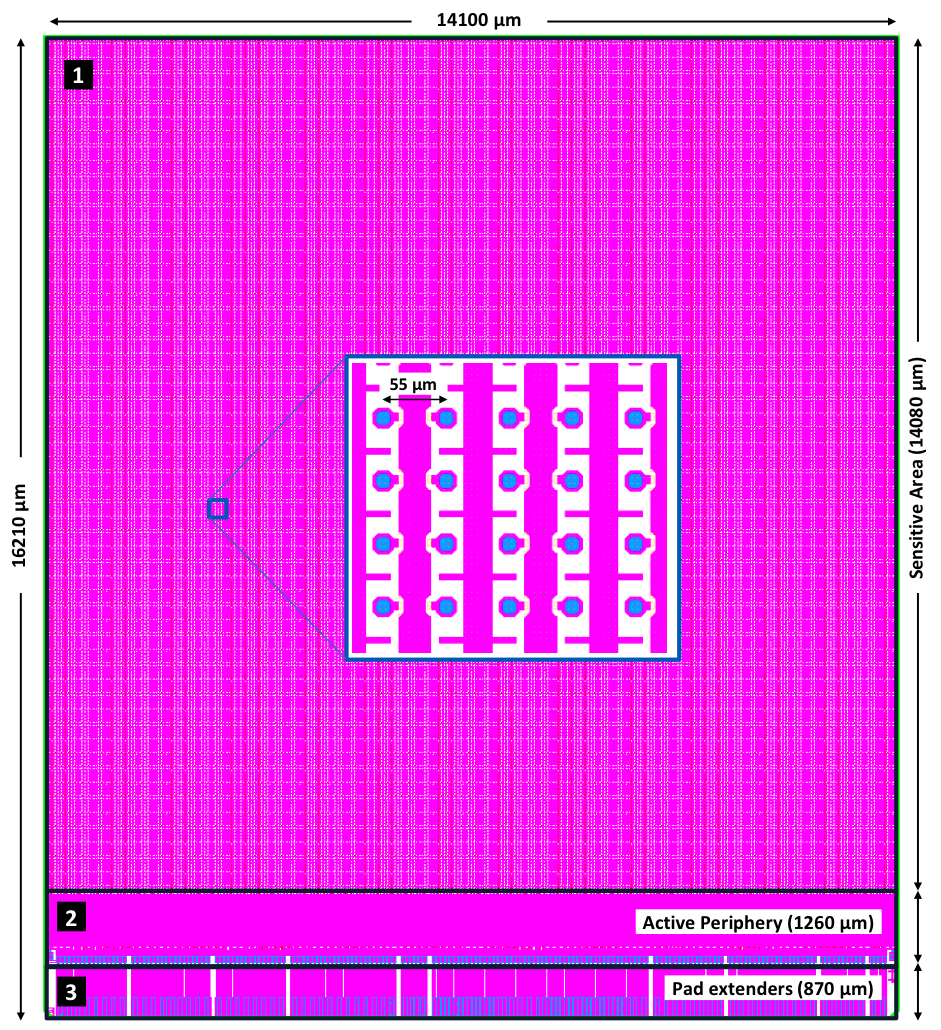 14100 µm
1
55 µm
16210 µm
Sensitive Area (14080 µm)
2
Active Periphery (1260 µm)
3
Pad extenders (870 µm)